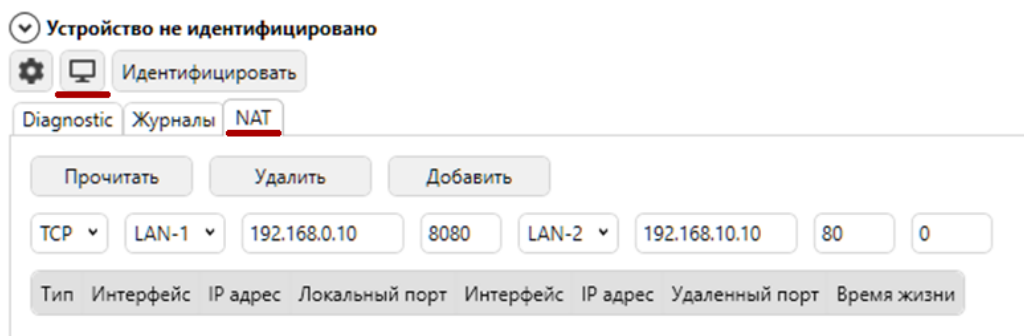 Устройство не идентифицировано
Идентифицировать
Diagnostic Журналы NAT
Прочитать Удалить Добавить
TCP LAN-1 192.168.0.10 8080 LAN-2 192.168.10.10 80 0
Тип Интерфейс IP адрес Локальный порт Интерфейс IP адрес Удаленный порт Время жизни